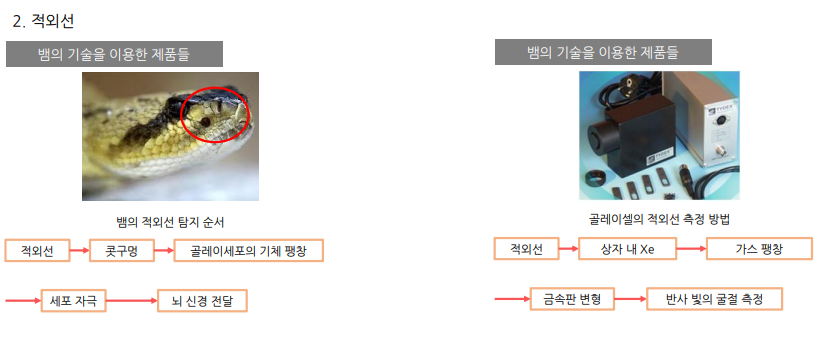 2. 적외선
뱀의 기술을 이용한 제품들
뱀의 적외선 탐지 순서
적외선
콧구멍
골레이세포의 기체 팽창
세포 자극
뇌 신경 전달
뱀의 기술을 이용한 제품들
TYDEX
TYDEX
골레이셀의 적외선 측정 방법
적외선
상자 내 Xe
가스 팽창
금속판 변형
반사 빛의 굴절 측정